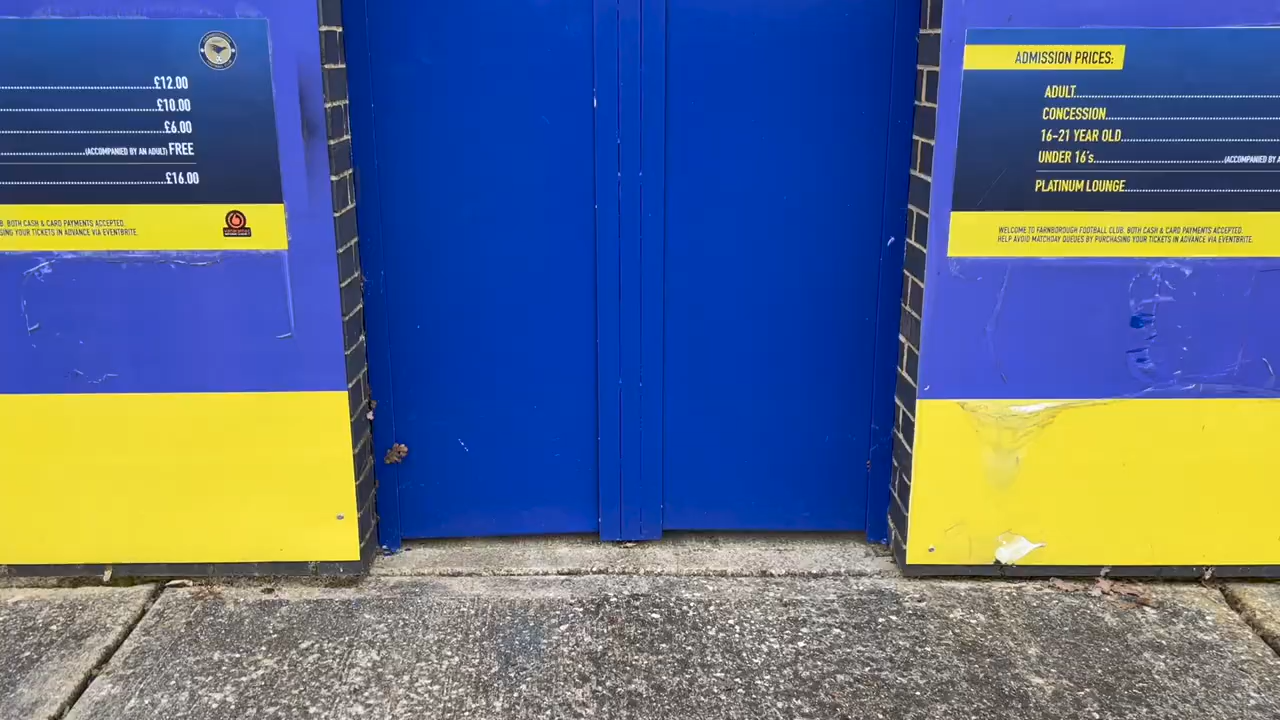 £12.00
£10.00
£6.00
(ACCOMPANIED BY AN ADULT) FREE
£16.00
BOTH CASH & CARD PAYMENTS ACCEPTED.
YOUR TICKETS IN ADVANCE VIA EVENTBRITE.
ADMISSION PRICES:
ADULT
CONCESSION
16-21 YEAR OLD
UNDER 16's (ACCOMPANIED BY A
PLATINUM LOUNGE
WELCOME TO FARNBOROUGH FOOTBALL CLUB. BOTH CASH & CARD PAYMENTS ACCEPTED.
HELP AVOID MATCHDAY QUEUES BY PURCHASING YOUR TICKETS IN ADVANCE VIA EVENTBRITE.